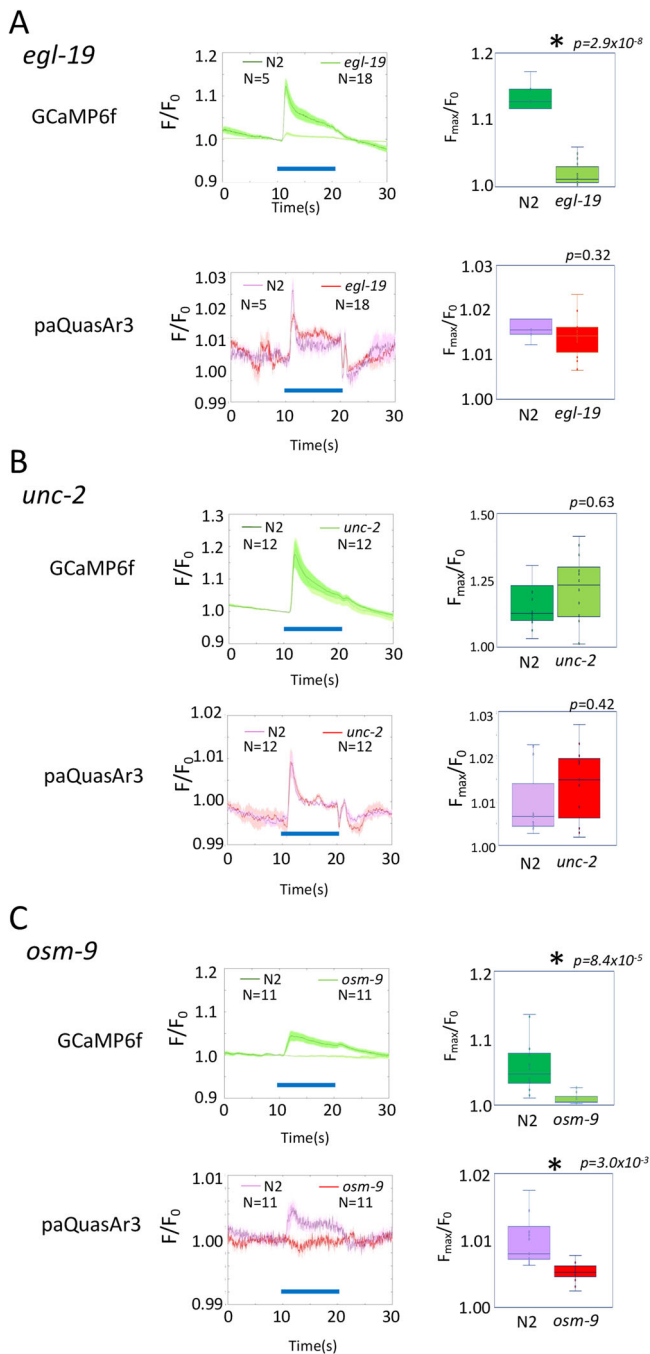 A
egl-19
GCaMP6f
F/F0
1.2
1.1
1.0
0.9
N2
N=5
egl-19
N=18
0 10 20 30
Time(s)
* p=2.9x10-8
Fmax/F0
1.2
1.1
1.0
N2 egl-19
paQuasAr3
F/F0
1.03
1.02
1.01
1.00
0.99
N2
N=5
egl-19
N=18
0 10 20 30
Time(s)
p=0.32
Fmax/F0
1.03
1.02
1.01
1.00
N2 egl-19
B
unc-2
GCaMP6f
F/F0
1.3
1.2
1.1
1.0
0.9
N2
N=12
unc-2
N=12
0 10 20 30
Time(s)
p=0.63
Fmax/F0
1.50
1.25
1.00
N2 unc-2
paQuasAr3
F/F0
1.02
1.01
1.00
0.99
N2
N=12
unc-2
N=12
0 10 20 30
Time(s)
p=0.42
Fmax/F0
1.03
1.02
1.01
1.00
N2 unc-2
C
osm-9
GCaMP6f
F/F0
1.2
1.1
1.0
0.9
N2
N=11
osm-9
N=11
0 10 20 30
Time(s)
* p=8.4x10-5
Fmax/F0
1.2
1.1
1.0
N2 osm-9
paQuasAr3
F/F0
1.01
1.00
0.99
N2
N=11
osm-9
N=11
0 10 20 30
Time(s)
* p=3.0x10-3
Fmax/F0
1.02
1.01
1.00
N2 osm-9